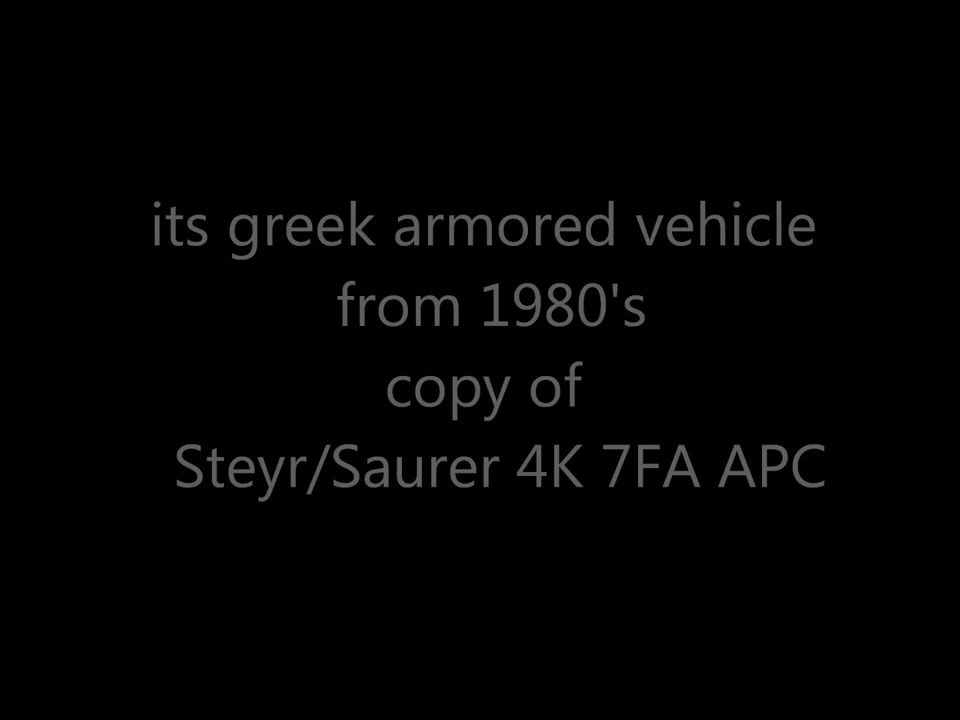 its greek armored vehicle
from 1980's
copy of
Steyr/Saurer 4K 7FA APC